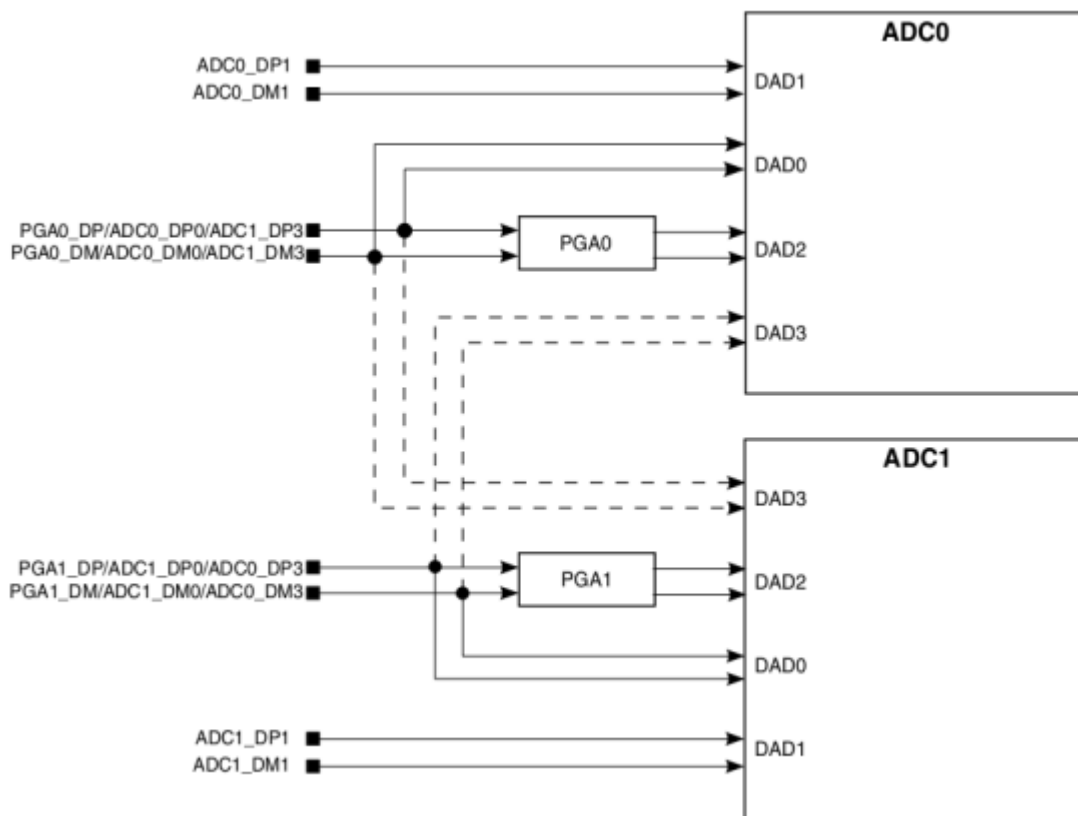 ADC0
ADC0_DP1
ADC0_DM1
DAD1
DAD0
PGA0_DP/ADC0_DP0/ADC1_DP3
PGA0_DM/ADC0_DM0/ADC1_DM3
PGA0
DAD2
DAD3
ADC1
DAD3
PGA1_DP/ADC1_DP0/ADC0_DP3
PGA1_DM/ADC1_DM0/ADC0_DM3
PGA1
DAD2
DAD0
ADC1_DP1
ADC1_DM1
DAD1